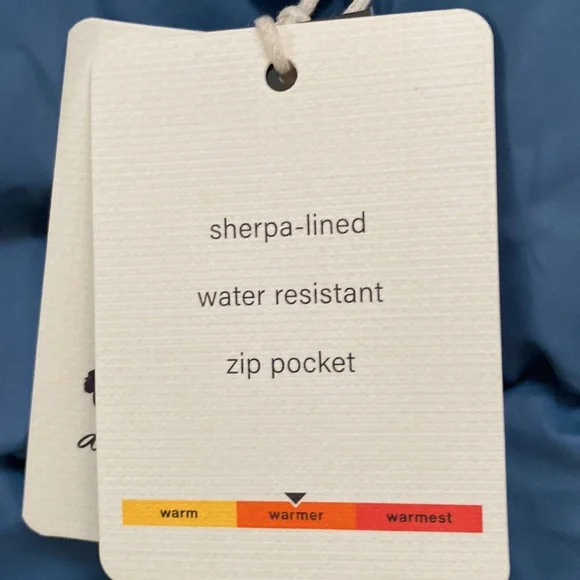 sherpa-lined
water resistant
zip pocket
warm warmer warmest